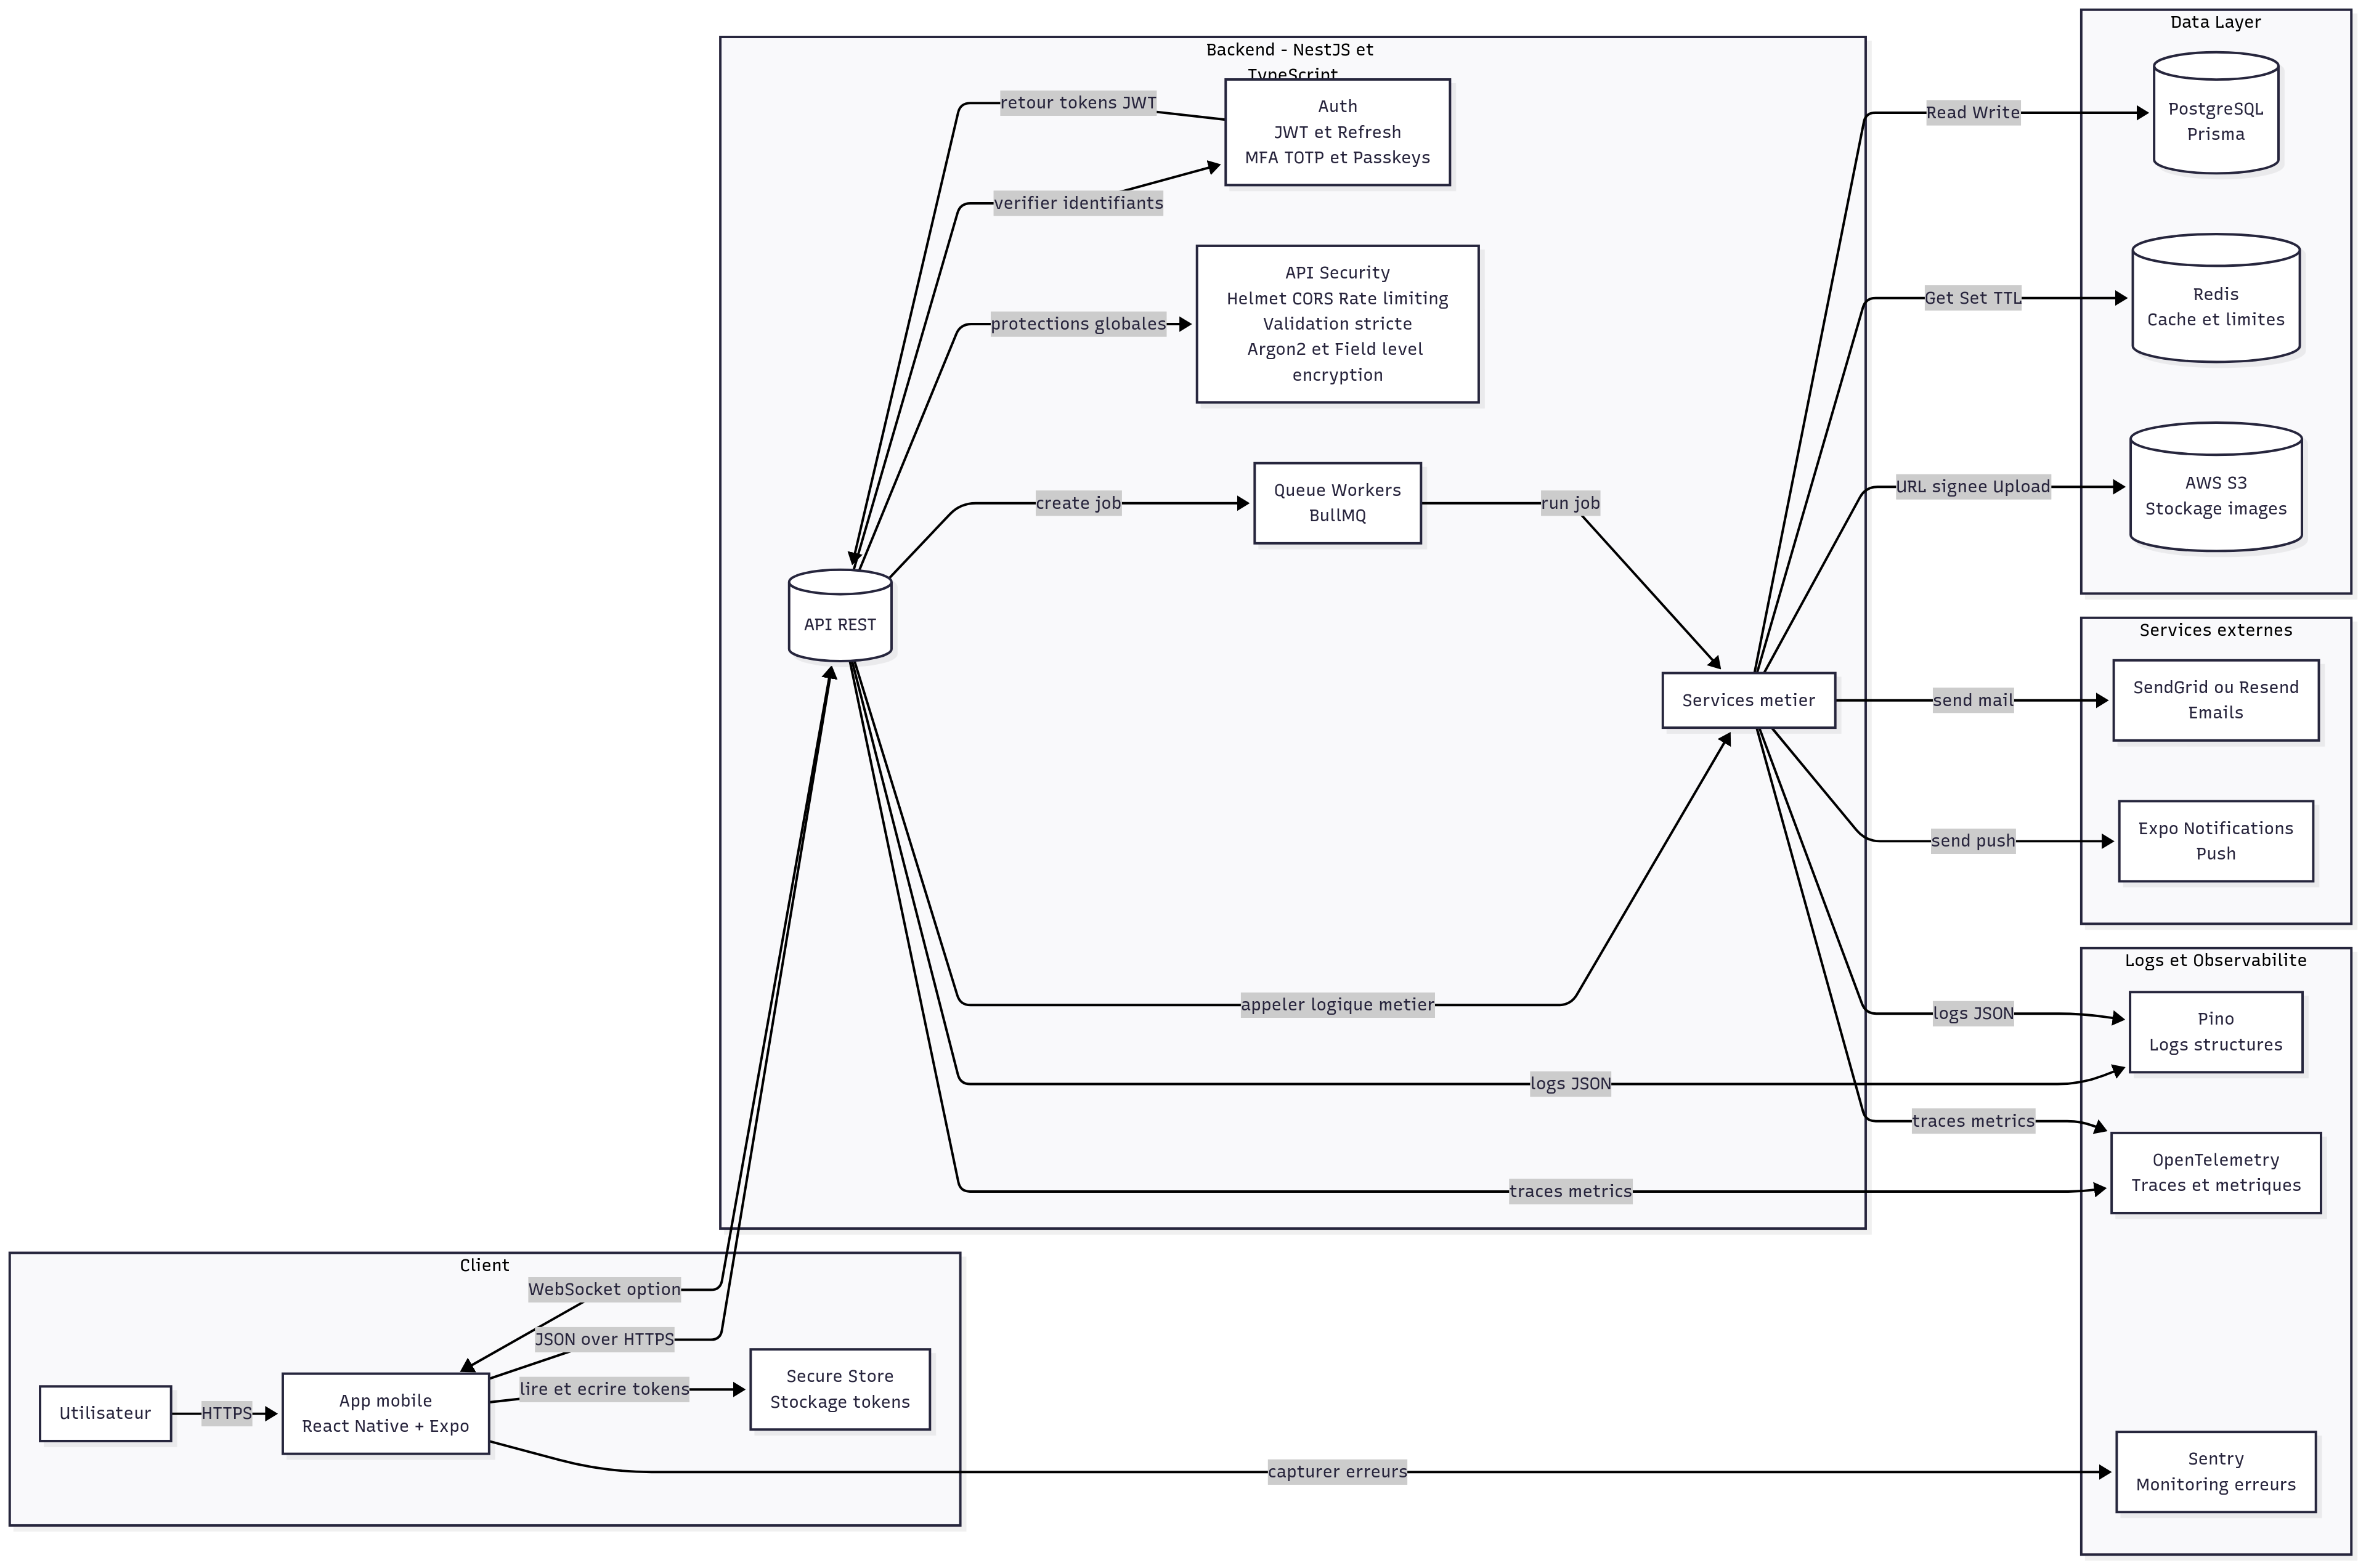 Data Layer
PostgreSQL
Prisma
Redis
Cache et limites
AWS S3
Stockage images
Backend - NestJS et
TypeScript
Auth
JWT et Refresh
MFA TOTP et Passkeys
retour tokens JWT
verifier identifiants
API Security
Helmet CORS Rate limiting
Validation stricte
Argon2 et Field level
encryption
protections globales
create job
Queue Workers
BullMQ
run job
API REST
Services metier
Read Write
Get Set TTL
URL signee Upload
send mail
send push
Services externes
SendGrid ou Resend
Emails
Expo Notifications
Push
Logs et Observabilite
Pino
Logs structures
OpenTelemetry
Traces et metriques
Sentry
Monitoring erreurs
appeler logique metier
logs JSON
logs JSON
traces metrics
traces metrics
Client
WebSocket option
JSON over HTTPS
lire et ecrire tokens
Utilisateur
HTTPS
App mobile
React Native + Expo
Secure Store
Stockage tokens
capturer erreurs